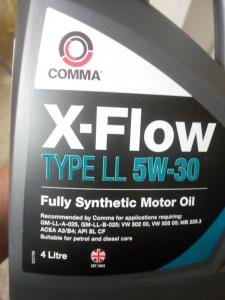 COMMA
X-Flow
TYPE LL 5W-30
Fully Synthetic Motor Oil
Recommended by Comma for applications requiring:
GM-LL-A-025, GM-LL-B-025; VW 502 00, VW 505 00; MB 229.3
ACEA A3/B4; API SL CF
Suitable for petrol and diesel cars
4 Litre